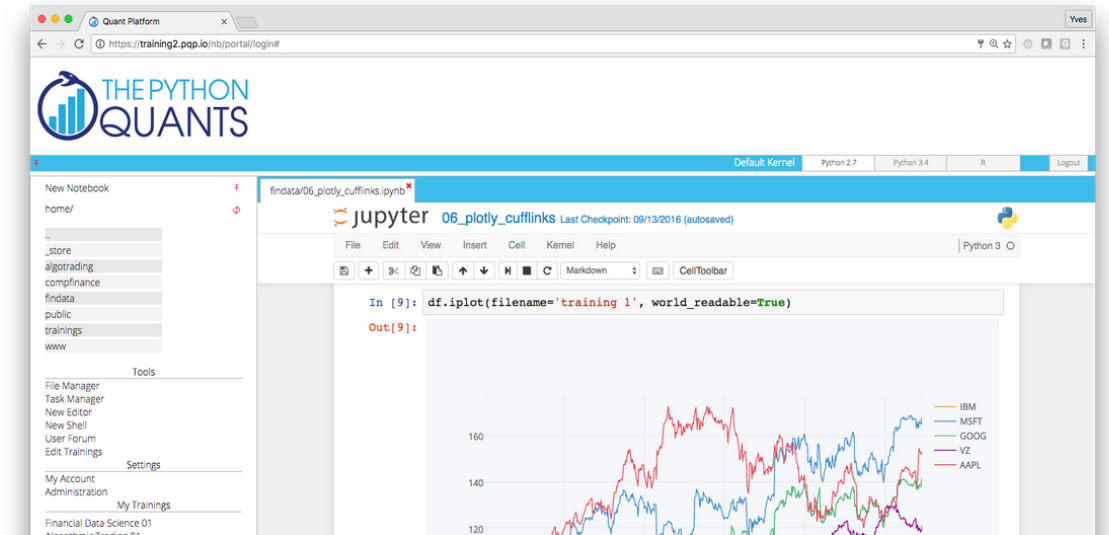 Quant Platform
Yves
https://training2.pqp.io/nb/portal/login#
THE PYTHON
QUANTS
Default Kernel Python 2.7 Python 3.4 R Logout
New Notebook
home/
..
_store
algotrading
compfinance
findata
public
trainings
www
Tools
File Manager
Task Manager
New Editor
New Shell
User Forum
Edit Trainings
Settings
My Account
Administration
My Trainings
Financial Data Science 01
Algorithmic Trading 01
findata/06_plotly_cufflinks.ipynb
jupyter 06_plotly_cufflinks Last Checkpoint: 09/13/2016 (autosaved)
File Edit View Insert Cell Kernel Help Python 3
Markdown CellToolbar
In [9]: df.iplot(filename='training 1', world_readable=True)
Out[9]:
160
140
120
IBM
MSFT
GOOG
VZ
AAPL